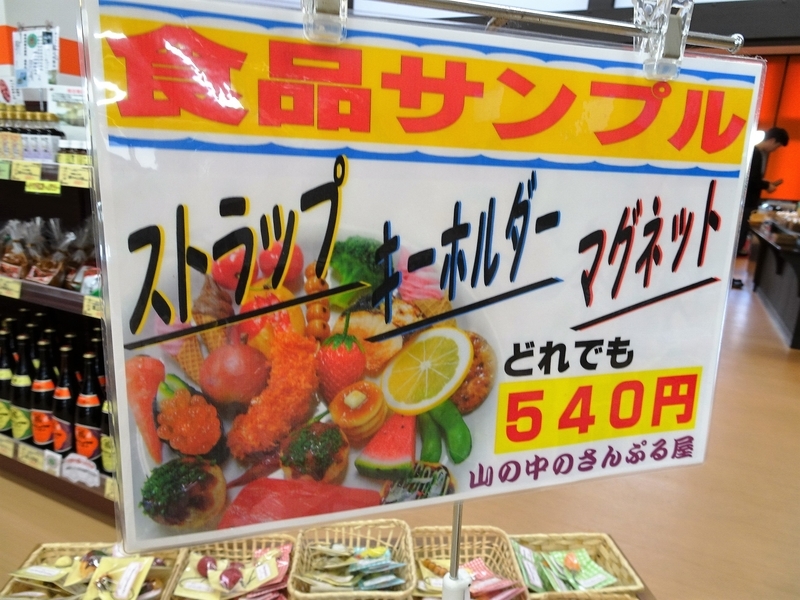 食品サンプル
ストラップ キーホルダー マグネット
どれでも
540円
山の中のさんぷる屋